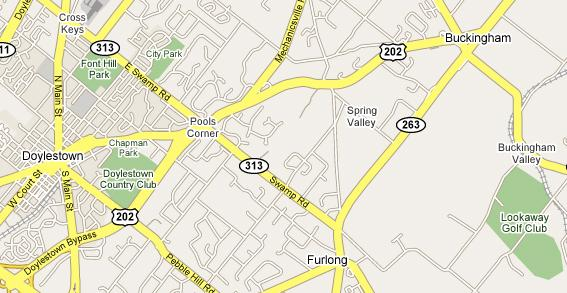 Cross
Keys
313
11
Font Hill
Park
City Park
E Swamp Rd
Mechanicsville
202
Buckingham
N Main St
Pools
Corner
Spring
Valley
263
Chapman
Park
Doylestown
Buckingham
Valley
313
Doylestown
Country Club
Swamp Rd
W Court St
S Main St
202
Lookaway
Golf Club
Doylestown Bypass
Pebble Hill Rd
Furlong